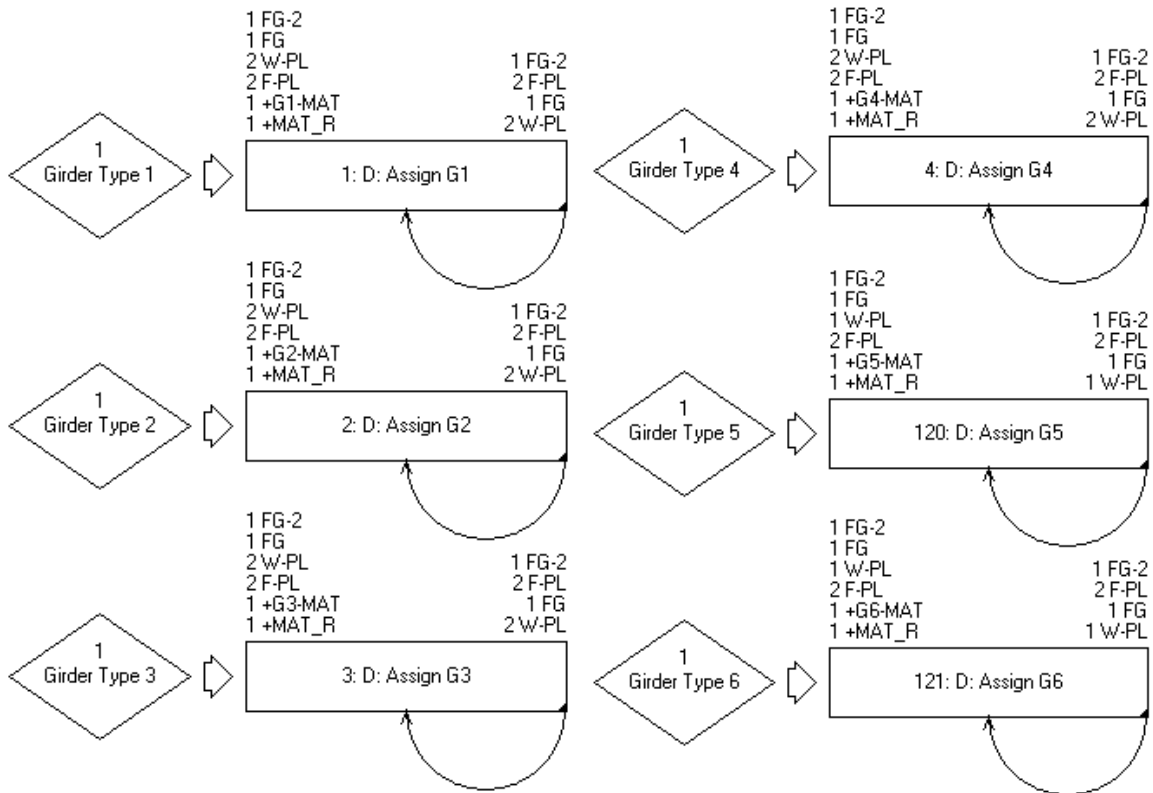 1 FG-2
1 FG
2 W-PL
2 F-PL
1 +G1-MAT
1 +MAT_R
1 FG-2
2 F-PL
1 FG
2 W-PL
1
Girder Type 1
1: D: Assign G1
1 FG-2
1 FG
2 W-PL
2 F-PL
1 +G4-MAT
1 +MAT_R
1 FG-2
2 F-PL
1 FG
2 W-PL
1
Girder Type 4
4: D: Assign G4
1 FG-2
1 FG
2 W-PL
2 F-PL
1 +G2-MAT
1 +MAT_R
1 FG-2
2 F-PL
1 FG
2 W-PL
1
Girder Type 2
2: D: Assign G2
1 FG-2
1 FG
1 W-PL
2 F-PL
1 +G5-MAT
1 +MAT_R
1 FG-2
2 F-PL
1 FG
1 W-PL
1
Girder Type 5
120: D: Assign G5
1 FG-2
1 FG
2 W-PL
2 F-PL
1 +G3-MAT
1 +MAT_R
1 FG-2
2 F-PL
1 FG
2 W-PL
1
Girder Type 3
3: D: Assign G3
1 FG-2
1 FG
1 W-PL
2 F-PL
1 +G6-MAT
1 +MAT_R
1 FG-2
2 F-PL
1 FG
1 W-PL
1
Girder Type 6
121: D: Assign G6